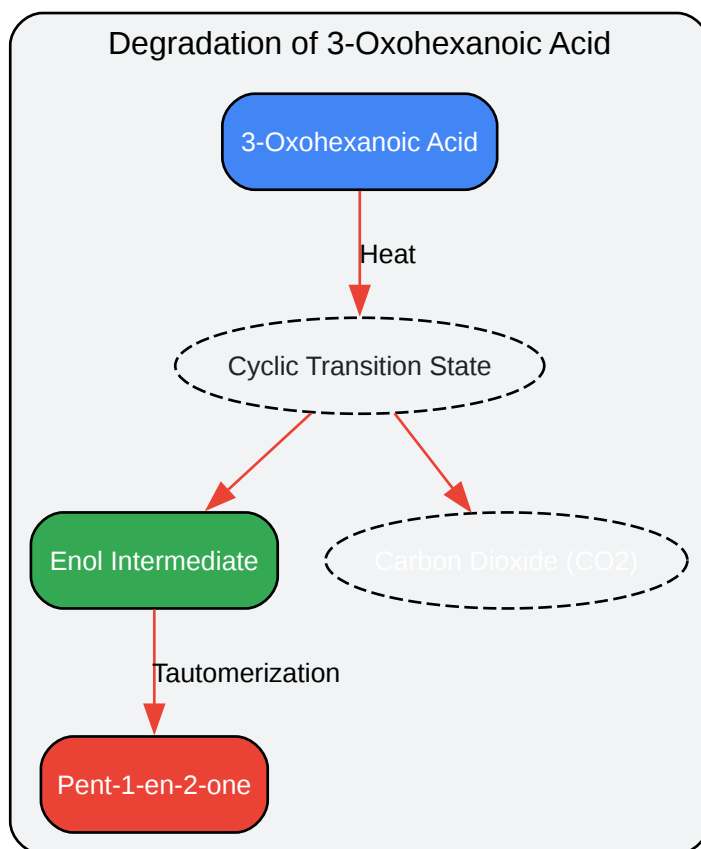 Degradation of 3-Oxohexanoic Acid
3-Oxohexanoic Acid
Heat
Cyclic Transition State
Enol Intermediate
Carbon Dioxide (CO2)
Tautomerization
Pent-1-en-2-one